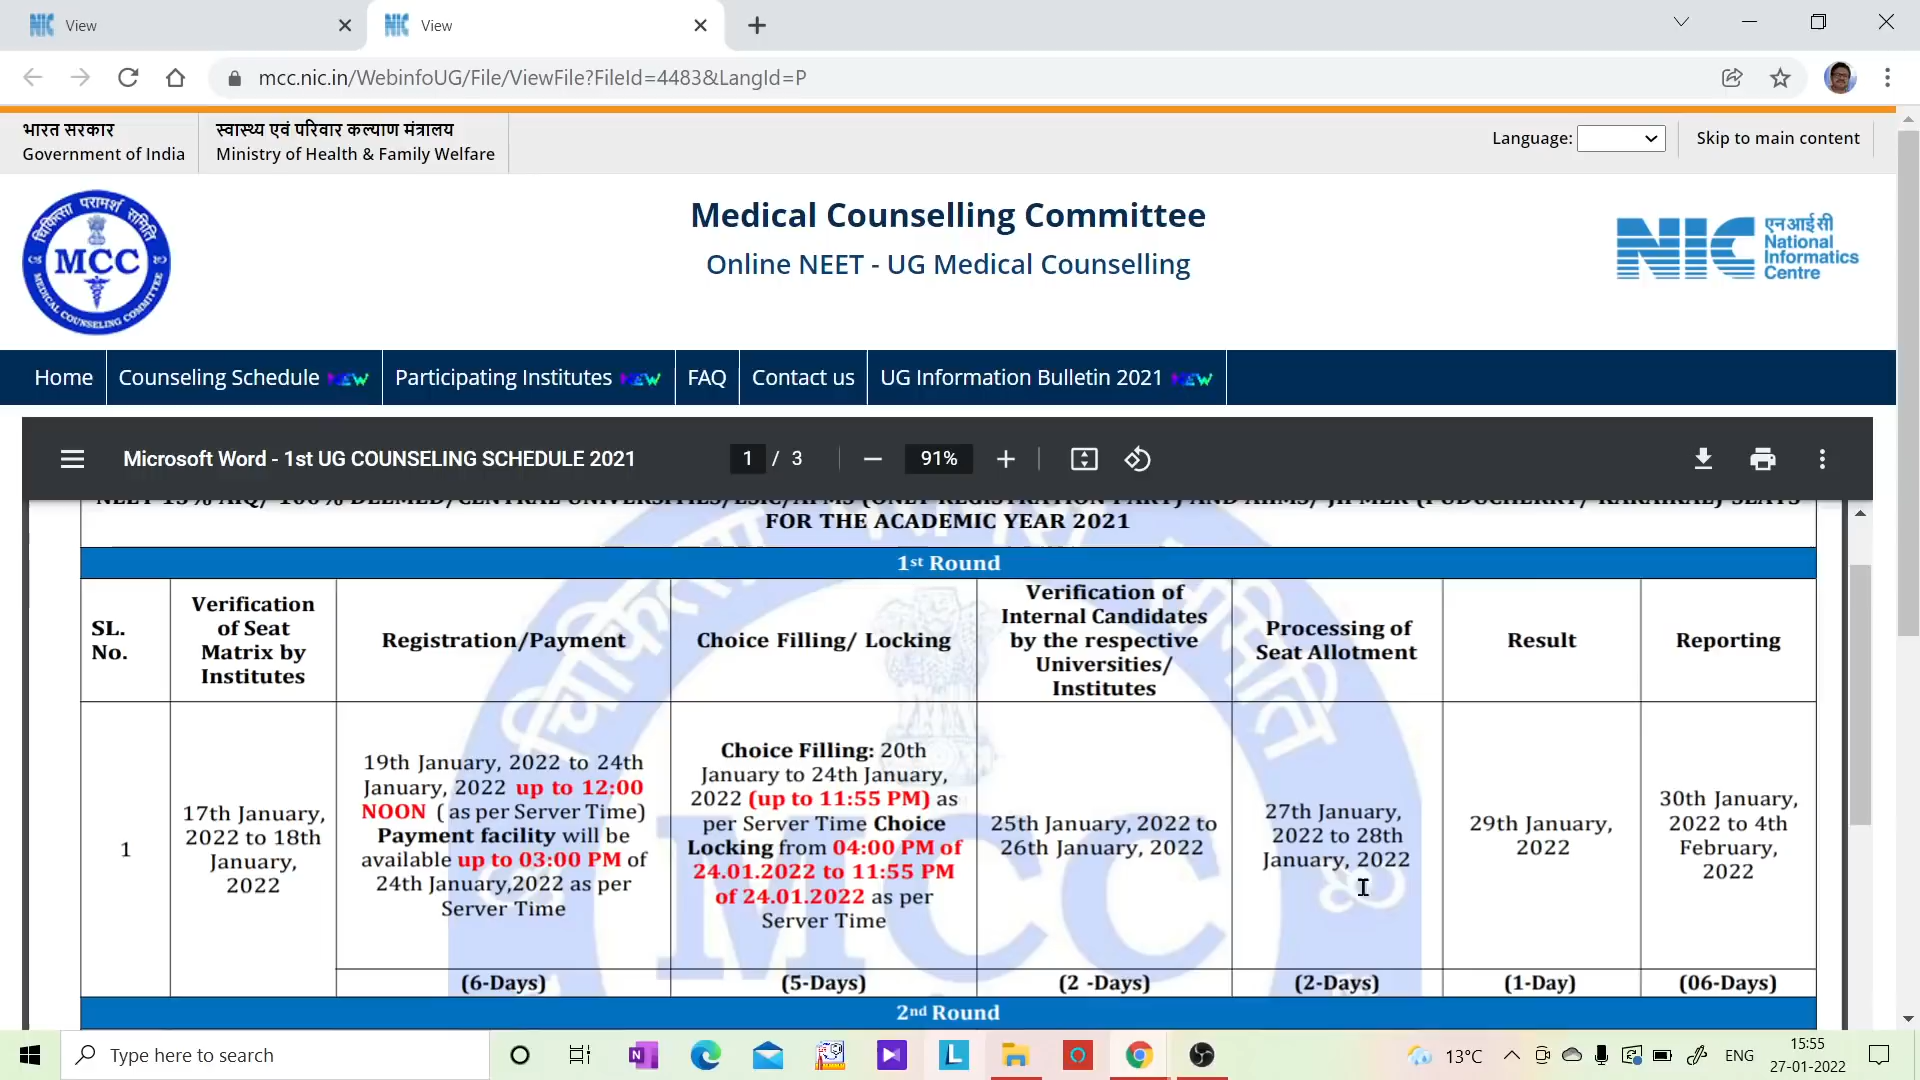 View
View
mcc.nic.in/WebinfoUG/File/ViewFile?FileId=4483&LangId=P
भारत सरकार
Government of India
स्वास्थ्य एवं परिवार कल्याण मंत्रालय
Ministry of Health & Family Welfare
Language:
Skip to main content
चिकित्सा परामर्श समिति
MCC
MEDICAL COUNSELING COMMITTEE
Medical Counselling Committee
Online NEET - UG Medical Counselling
NIC
एनआईसी
National
Informatics
Centre
Home
Counseling Schedule NEW
Participating Institutes NEW
FAQ
Contact us
UG Information Bulletin 2021 NEW
Microsoft Word - 1st UG COUNSELING SCHEDULE 2021
1 / 3
91%
FOR THE ACADEMIC YEAR 2021
1st Round
SL.
No.
Verification
of Seat
Matrix by
Institutes
Registration/Payment
Choice Filling/ Locking
Verification of
Internal Candidates
by the respective
Universities/
Institutes
Processing of
Seat Allotment
Result
Reporting
1
17th January,
2022 to 18th
January,
2022
19th January, 2022 to 24th
January, 2022 up to 12:00
NOON ( as per Server Time)
Payment facility will be
available up to 03:00 PM of
24th January,2022 as per
Server Time
Choice Filling: 20th
January to 24th January,
2022 (up to 11:55 PM) as
per Server Time Choice
Locking from 04:00 PM of
24.01.2022 to 11:55 PM
of 24.01.2022 as per
Server Time
25th January, 2022 to
26th January, 2022
27th January,
2022 to 28th
January, 2022
29th January,
2022
30th January,
2022 to 4th
February,
2022
(6-Days)
(5-Days)
(2 -Days)
(2-Days)
(1-Day)
(06-Days)
2nd Round
Type here to search
13°C
ENG
15:55
27-01-2022